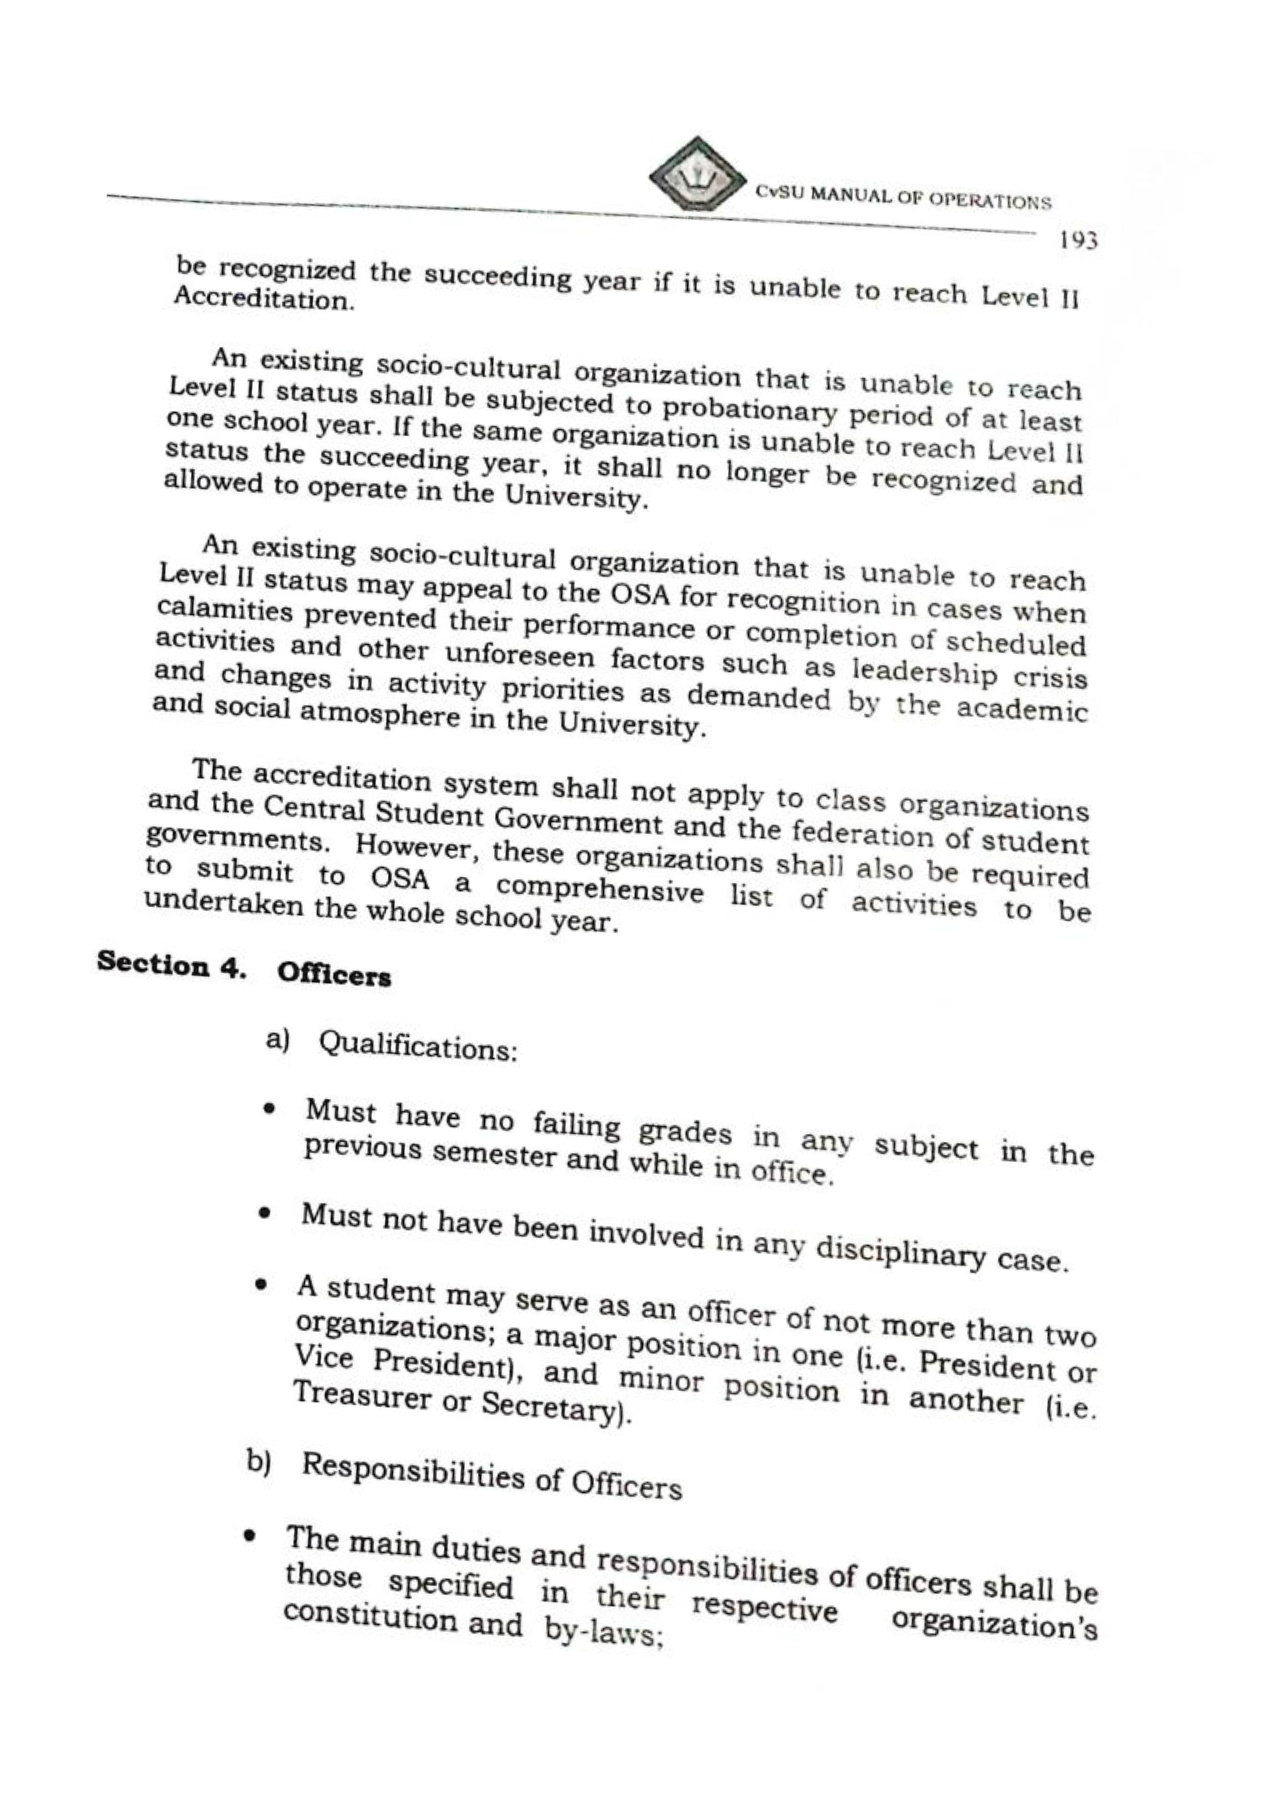 CvSU MANUAL OF OPERATIONS
193
be recognized the succeeding year if it is unable to reach Level II
Accreditation.
An existing socio-cultural organization that is unable to reach
Level II status shall be subjected to probationary period of at least
one school year. If the same organization is unable to reach Level II
status the succeeding year, it shall no longer be recognized and
allowed to operate in the University.
An existing socio-cultural organization that is unable to reach
Level II status may appeal to the OSA for recognition in cases when
calamities prevented their performance or completion of scheduled
activities and other unforeseen factors such as leadership crisis
and changes in activity priorities as demanded by the academic
and social atmosphere in the University.
The accreditation system shall not apply to class organizations
and the Central Student Government and the federation of student
governments. However, these organizations shall also be required
to submit to OSA a comprehensive list of activities to be
undertaken the whole school year.
Section 4. Officers
a) Qualifications:
• Must have no failing grades in any subject in the
previous semester and while in office.
• Must not have been involved in any disciplinary case.
• A student may serve as an officer of not more than two
organizations; a major position in one (i.e. President or
Vice President), and minor position in another (i.e.
Treasurer or Secretary).
b) Responsibilities of Officers
• The main duties and responsibilities of officers shall be
those specified in their respective organization's
constitution and by-laws;